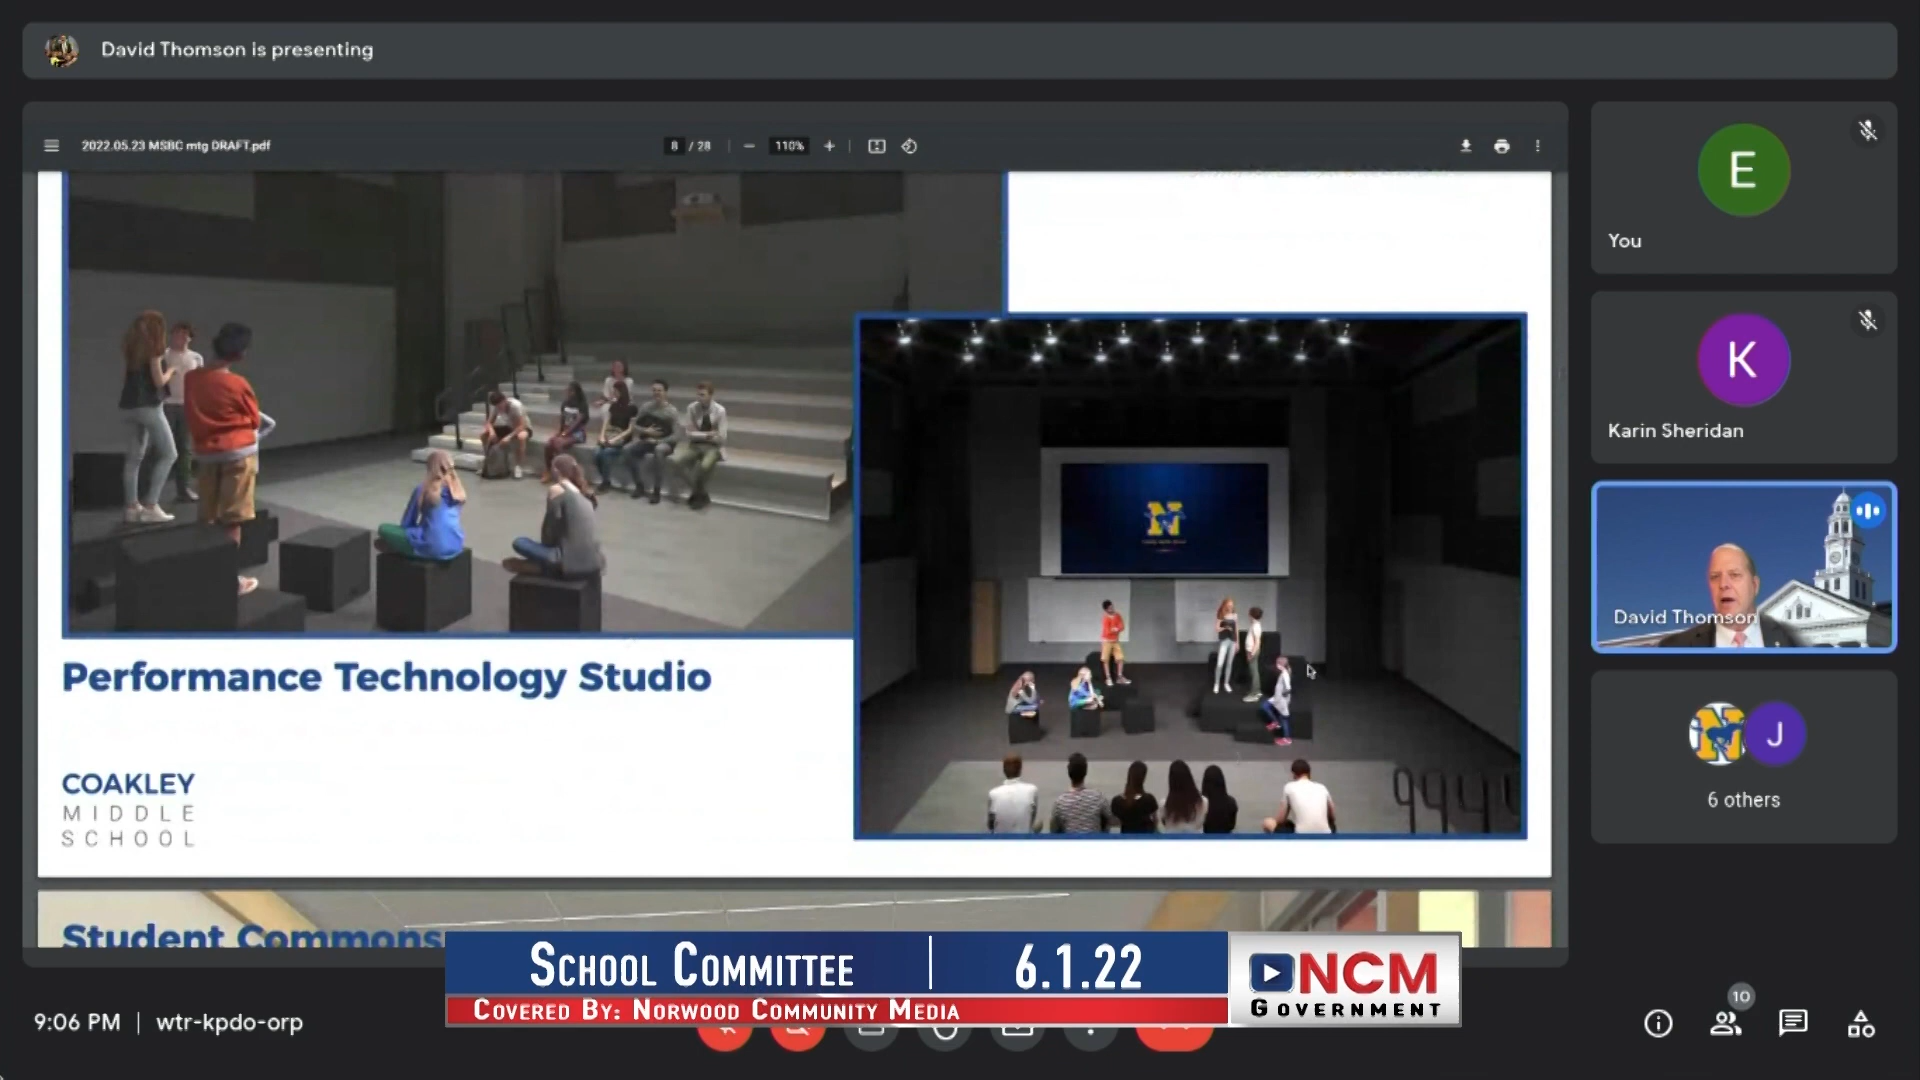 David Thomson is presenting
2022.05.23 MSBC mtg DRAFT.pdf
8 / 28
110%
E
You
K
Karin Sheridan
David Thomson
N
N
J
6 others
Performance Technology Studio
COAKLEY
MIDDLE
SCHOOL
Student Commons
SCHOOL COMMITTEE | 6.1.22
COVERED BY: NORWOOD COMMUNITY MEDIA
NCM
GOVERNMENT
9:06 PM | wtr-kpdo-orp
10